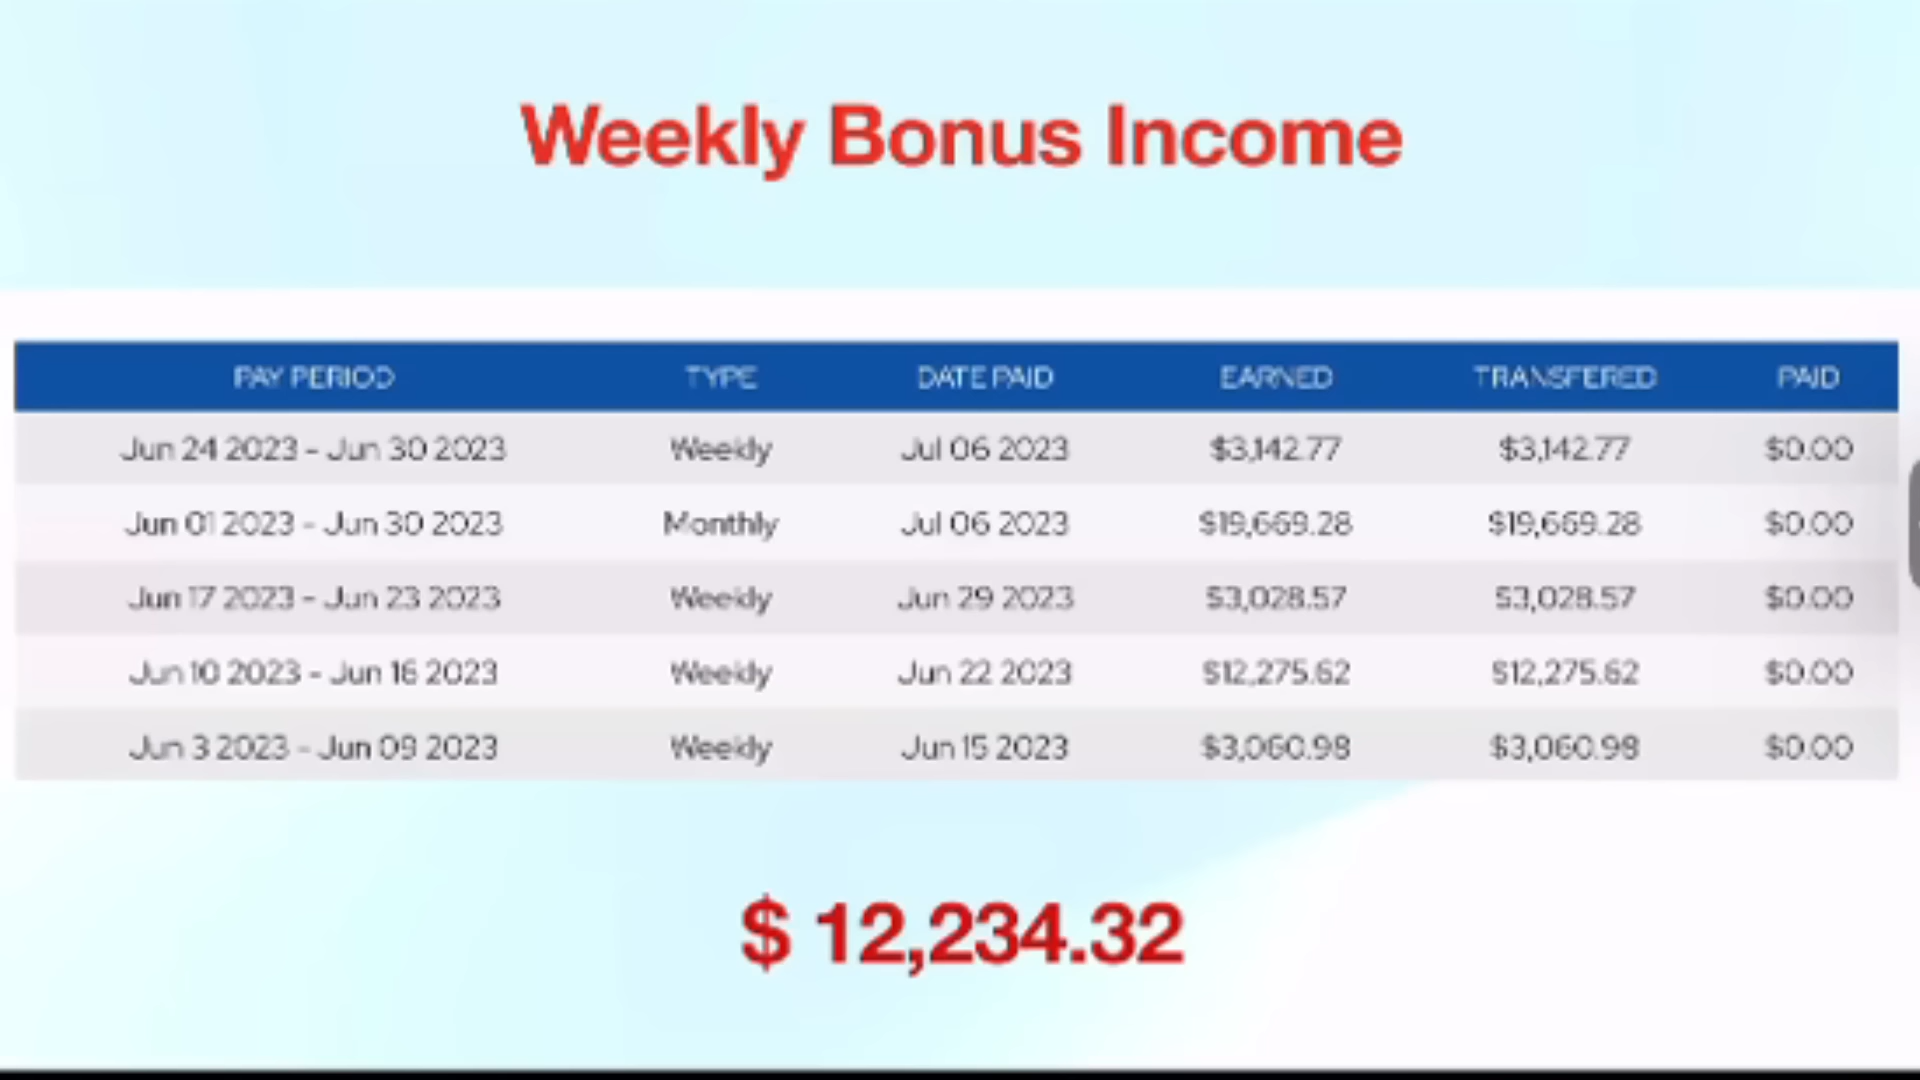 Weekly Bonus Income
PAY PERIOD TYPE DATE PAID EARNED TRANSFERED PAID
Jun 24 2023 - Jun 30 2023 Weekly Jul 06 2023 $3,142.77 $3,142.77 $0.00
Jun 01 2023 - Jun 30 2023 Monthly Jul 06 2023 $19,669.28 $19,669.28 $0.00
Jun 17 2023 - Jun 23 2023 Weekly Jun 29 2023 $3,028.57 $3,028.57 $0.00
Jun 10 2023 - Jun 16 2023 Weekly Jun 22 2023 $12,275.62 $12,275.62 $0.00
Jun 3 2023 - Jun 09 2023 Weekly Jun 15 2023 $3,060.98 $3,060.98 $0.00
$ 12,234.32